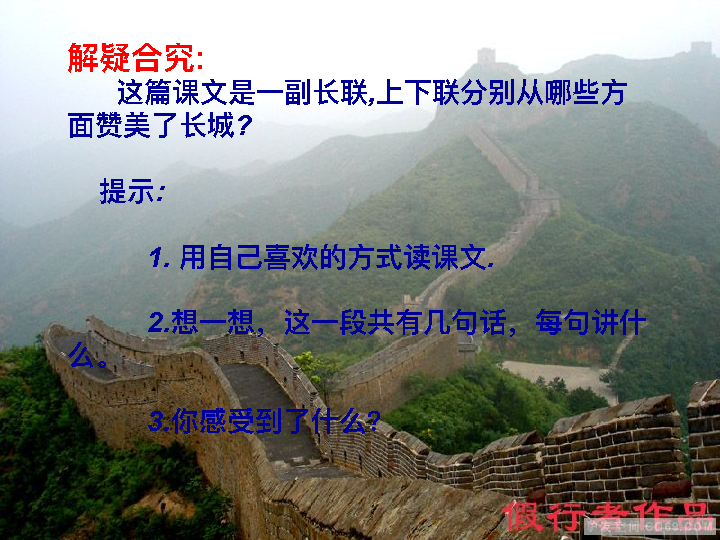 解疑合究:
这篇课文是一副长联,上下联分别从哪些方
面赞美了长城?
提示:
1. 用自己喜欢的方式读课文.
2.想一想，这一段共有几句话，每句讲什
么。
3.你感受到了什么?
假行者作品